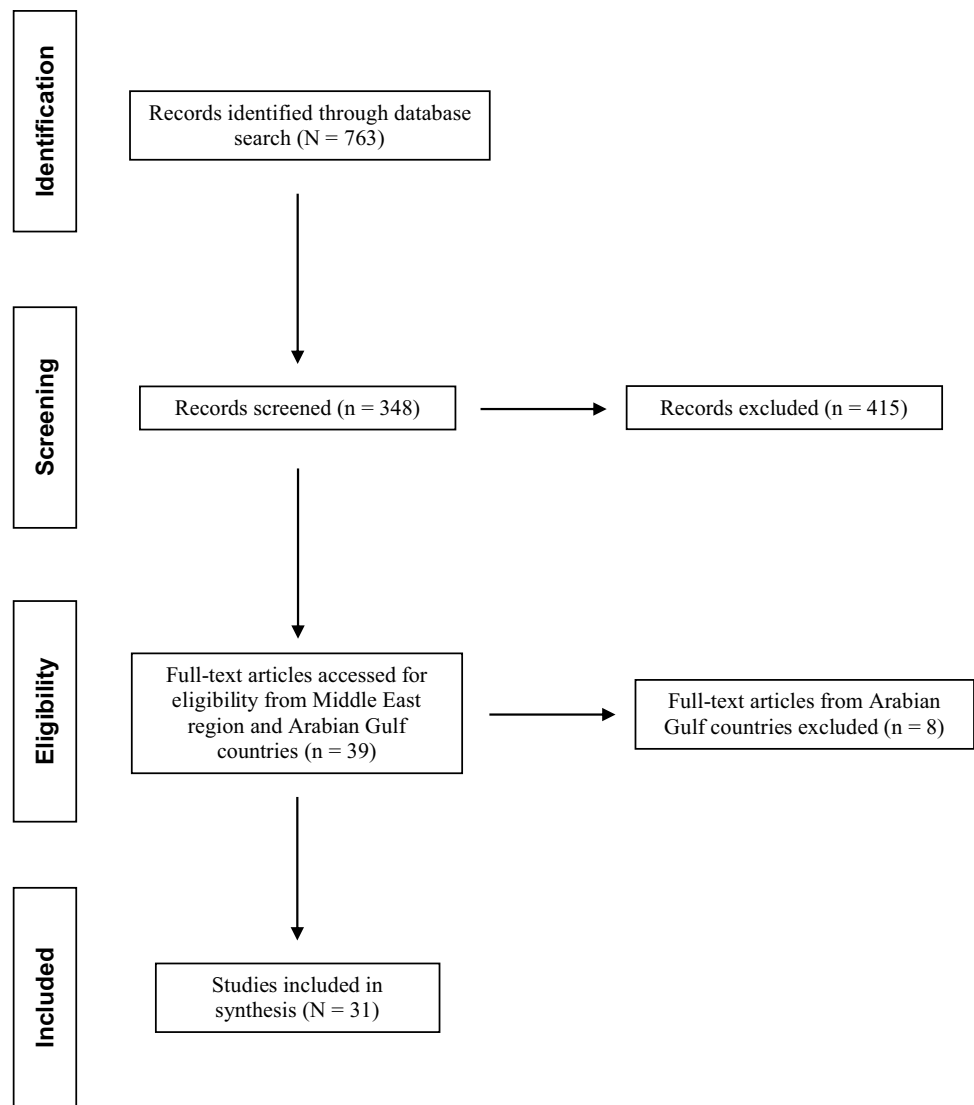 Identification
Records identified through database
search (N = 763)
Screening
Records screened (n = 348)
Records excluded (n = 415)
Eligibility
Full-text articles accessed for
eligibility from Middle East
region and Arabian Gulf
countries (n = 39)
Full-text articles from Arabian
Gulf countries excluded (n = 8)
Included
Studies included in
synthesis (N = 31)